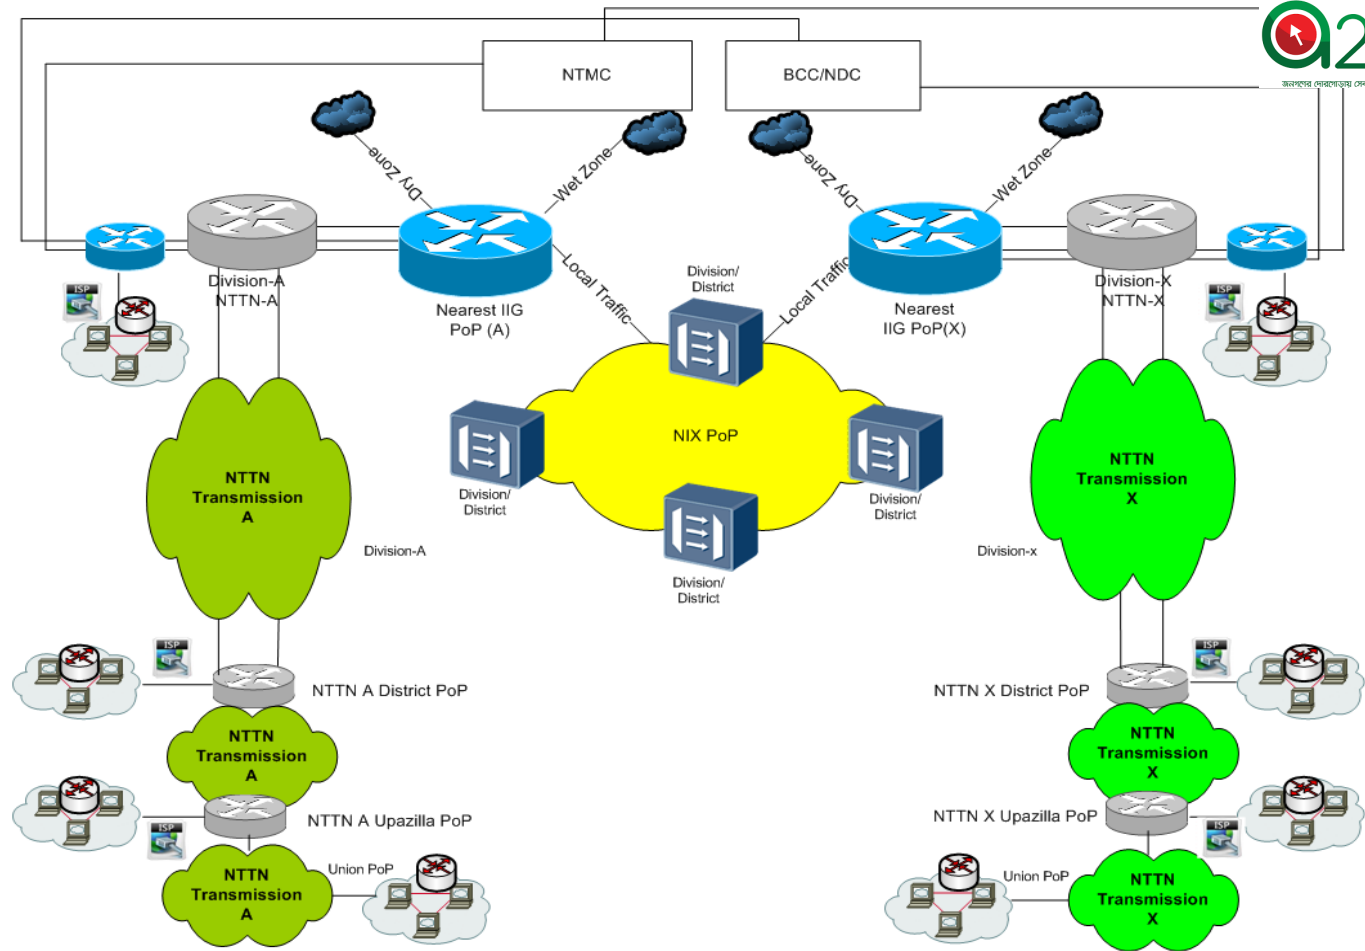 NTMC
BCC/NDC
a2
জনগণের দোরগোড়ায় সেব
Dry Zone
Wet Zone
Dry Zone
Wet Zone
Division-A
NTTN-A
Nearest IIG
PoP (A)
Local Traffic
Division/
District
Local Traffic
Nearest
IIG PoP(X)
Division-X
NTTN-X
ISP
ISP
NIX PoP
Division/
District
Division/
District
Division/
District
NTTN
Transmission
A
NTTN
Transmission
X
Division-A
Division-x
ISP
NTTN A District PoP
NTTN X District PoP
ISP
NTTN
Transmission
A
NTTN
Transmission
X
ISP
NTTN A Upazilla PoP
NTTN X Upazilla PoP
ISP
NTTN
Transmission
A
Union PoP
Union PoP
NTTN
Transmission
X